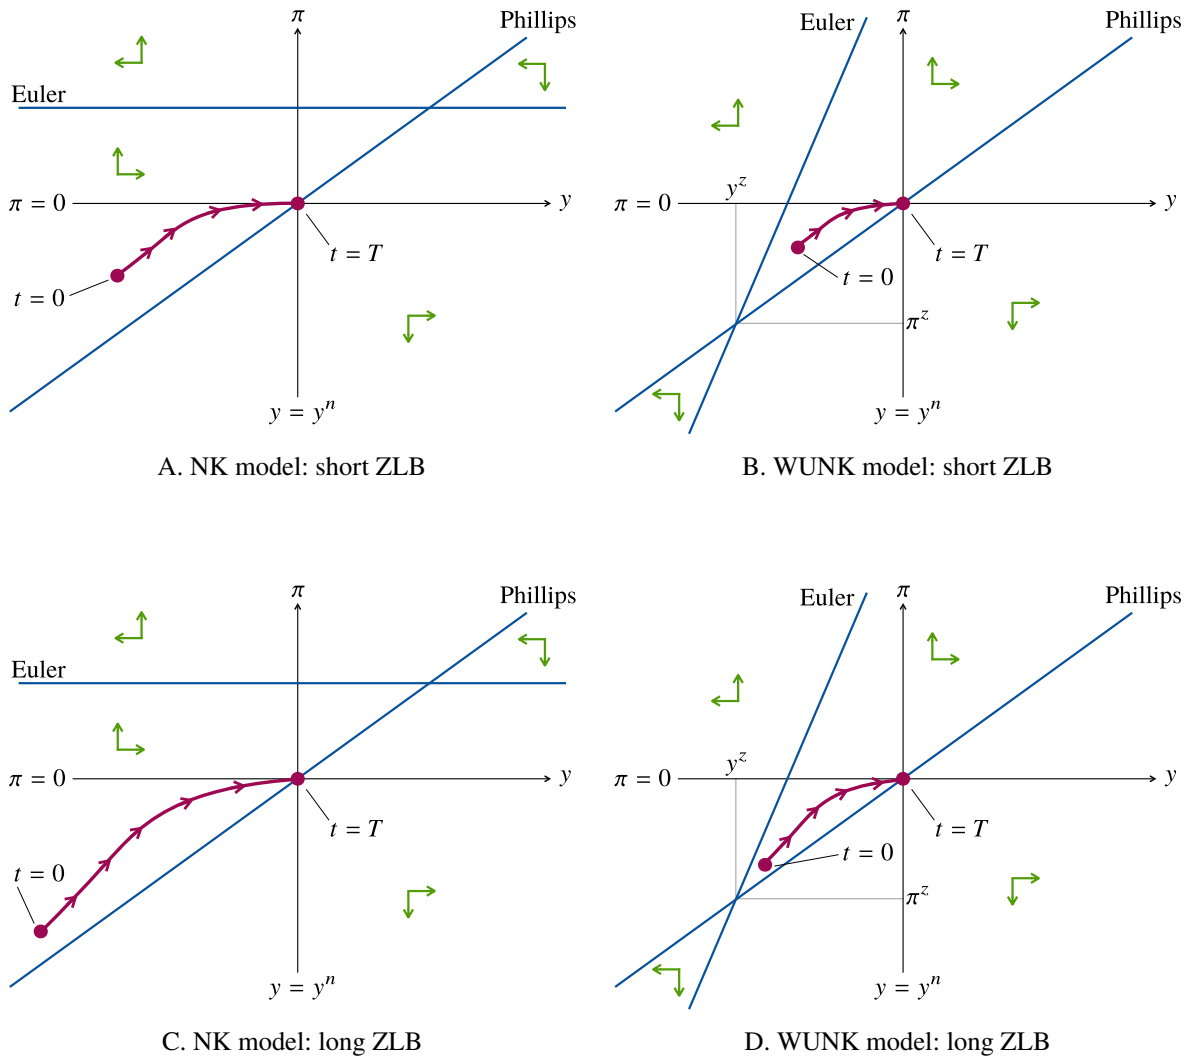 π
Phillips
Euler
π = 0
y
t = T
t = 0
y = yⁿ
A. NK model: short ZLB
Euler
π
Phillips
yᶻ
π = 0
y
t = T
t = 0
πᶻ
y = yⁿ
B. WUNK model: short ZLB
π
Phillips
Euler
π = 0
y
t = T
t = 0
y = yⁿ
C. NK model: long ZLB
Euler
π
Phillips
yᶻ
π = 0
y
t = T
t = 0
πᶻ
y = yⁿ
D. WUNK model: long ZLB